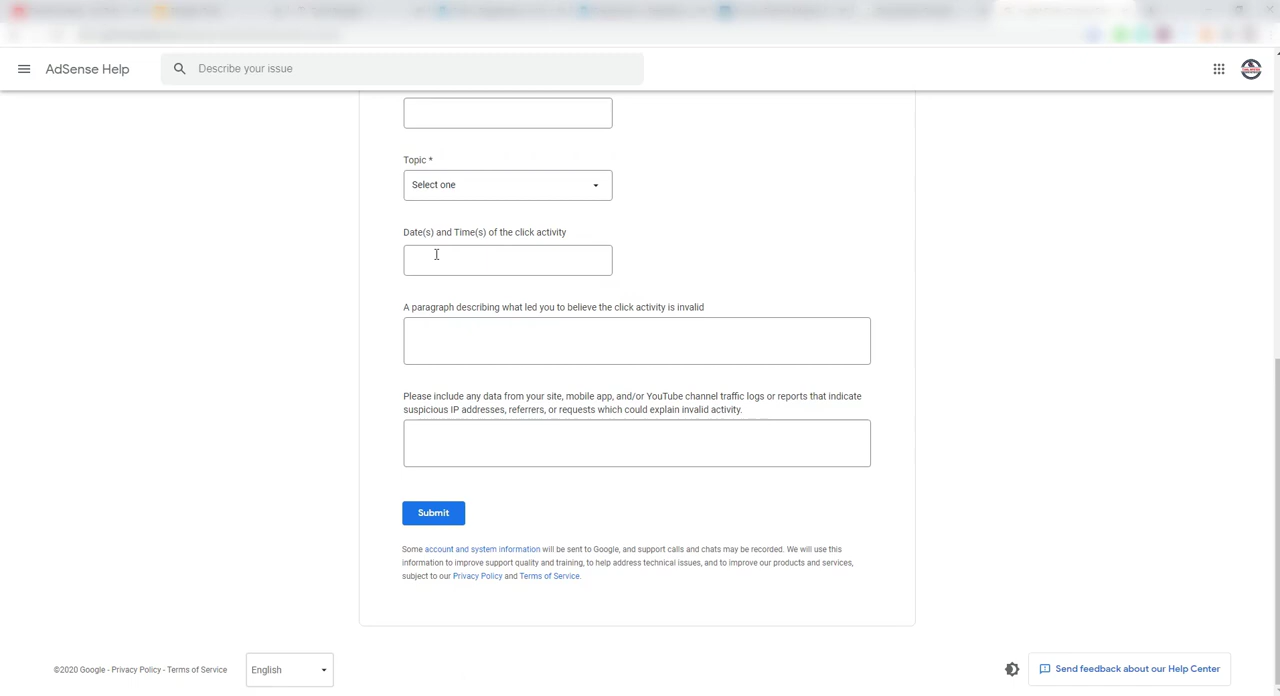 AdSense Help
Describe your issue
Topic *
Select one
Date(s) and Time(s) of the click activity
A paragraph describing what led you to believe the click activity is invalid
Please include any data from your site, mobile app, and/or YouTube channel traffic logs or reports that indicate
suspicious IP addresses, referrers, or requests which could explain invalid activity.
Submit
Some account and system information will be sent to Google, and support calls and chats may be recorded. We will use this
information to improve support quality and training, to help address technical issues, and to improve our products and services,
subject to our Privacy Policy and Terms of Service.
©2020 Google - Privacy Policy - Terms of Service
English
Send feedback about our Help Center